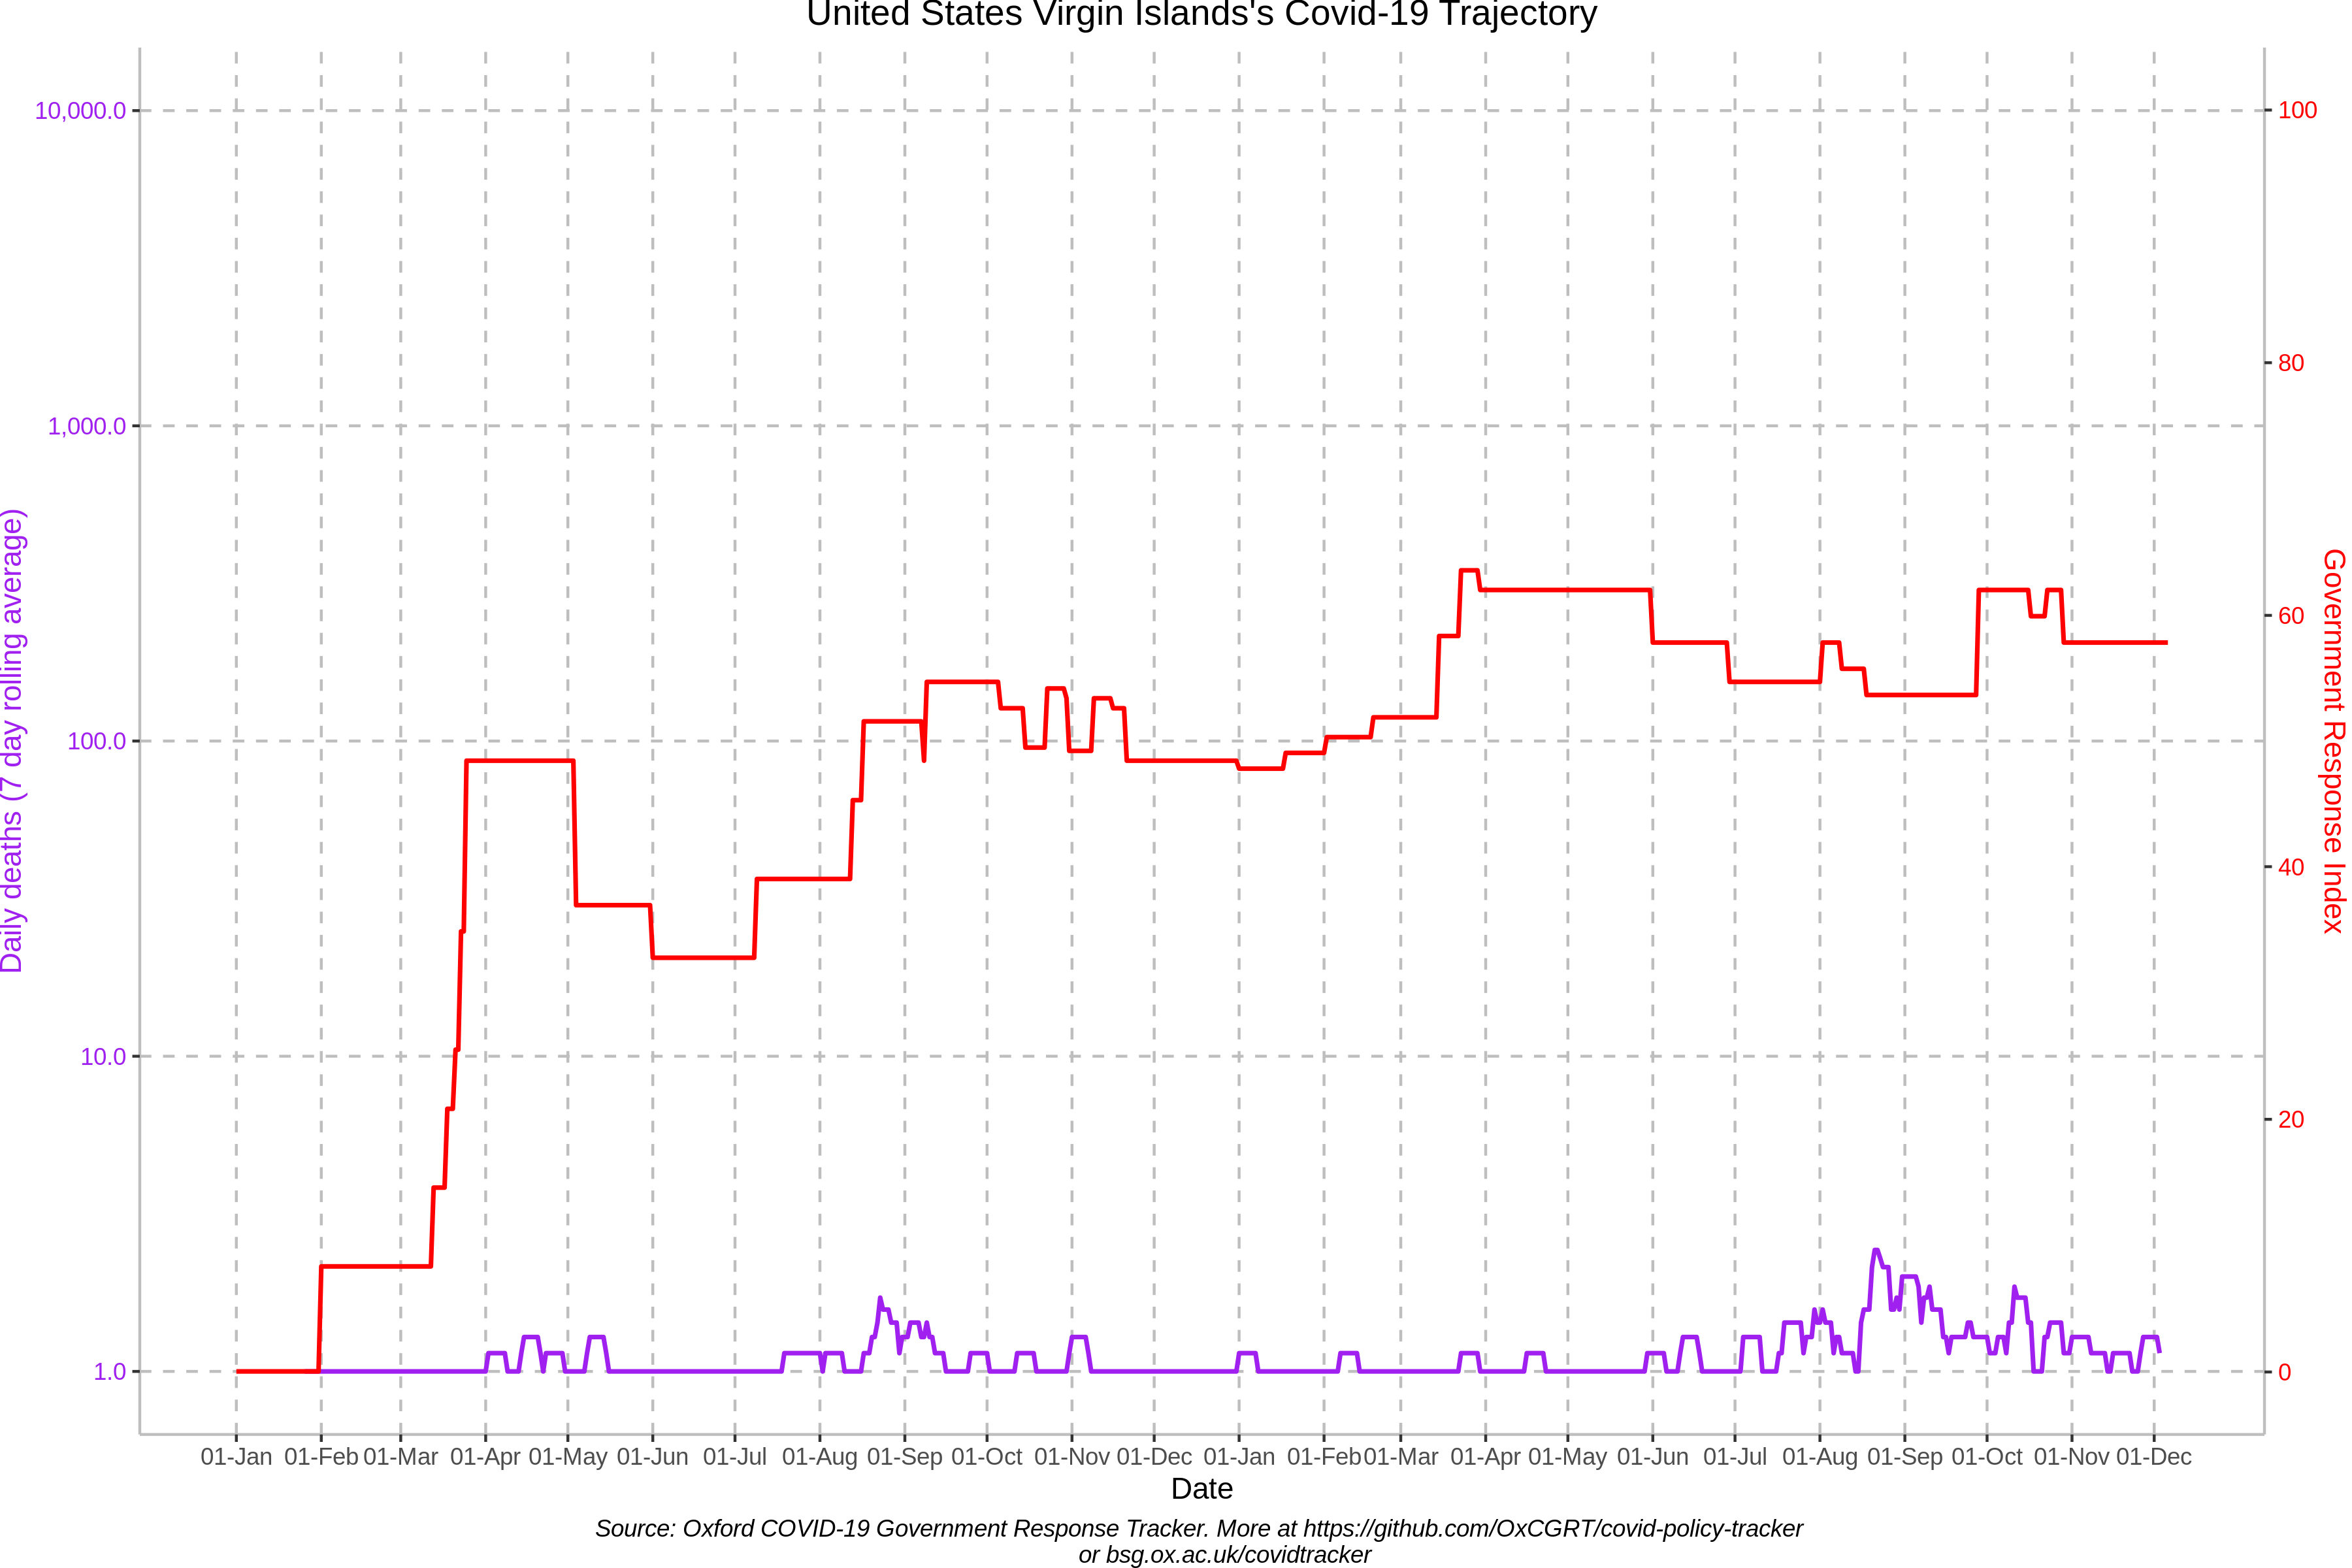 United States Virgin Islands's Covid-19 Trajectory
10,000.0
1,000.0
100.0
10.0
1.0
Daily deaths (7 day rolling average)
100
80
60
40
20
0
Government Response Index
01-Jan 01-Feb 01-Mar 01-Apr 01-May 01-Jun 01-Jul 01-Aug 01-Sep 01-Oct 01-Nov 01-Dec 01-Jan 01-Feb 01-Mar 01-Apr 01-May 01-Jun 01-Jul 01-Aug 01-Sep 01-Oct 01-Nov 01-Dec
Date
Source: Oxford COVID-19 Government Response Tracker. More at https://github.com/OxCGRT/covid-policy-tracker
or bsg.ox.ac.uk/covidtracker